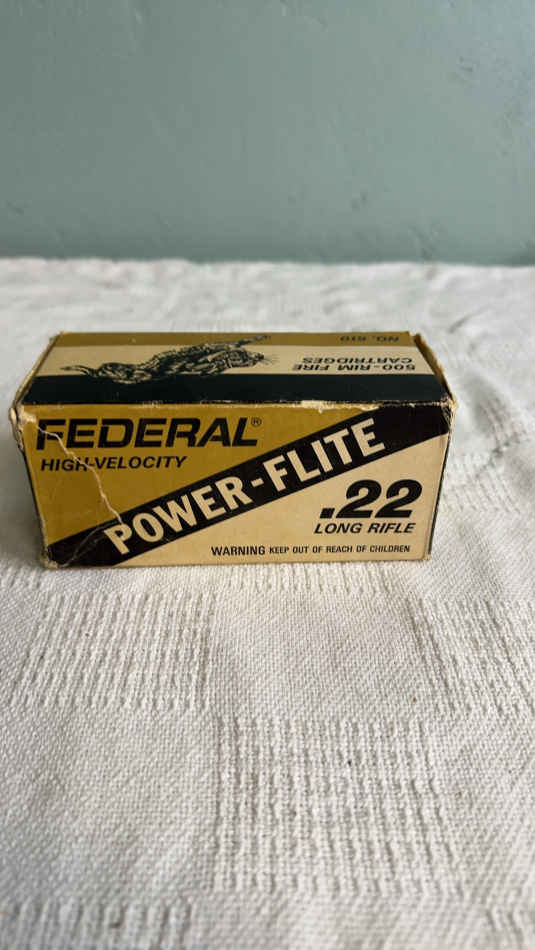 NO. 810
500-RIM FIRE
CARTRIDGES
FEDERAL®
HIGH-VELOCITY
POWER-FLITE
.22
LONG RIFLE
WARNING KEEP OUT OF REACH OF CHILDREN